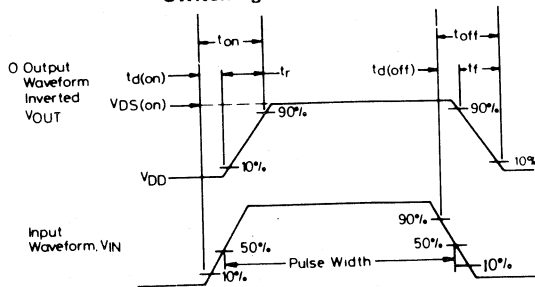 ton
toff
O Output
Waveform
Inverted
VOUT
td(on)
tr
td(off)
tf
VDS(on)
90%
90%
10%
10%
VDD
Input
Waveform, VIN
90%
50%
50%
Pulse Width
10%
10%